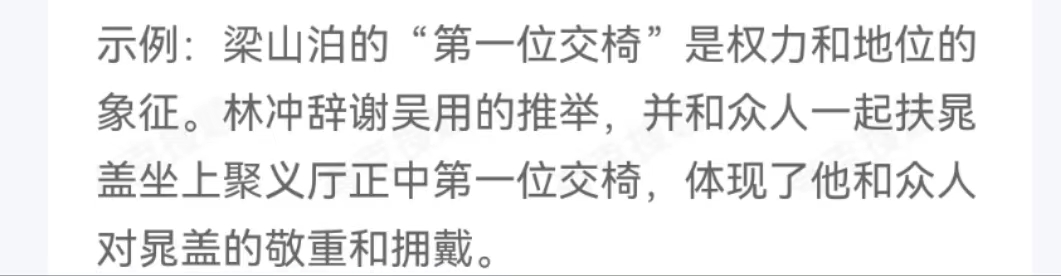 示例：梁山泊的“第一位交椅”是权力和地位的
象征。林冲辞谢吴用的推举，并和众人一起扶晁
盖坐上聚义厅正中第一位交椅，体现了他和众人
对晁盖的敬重和拥戴。